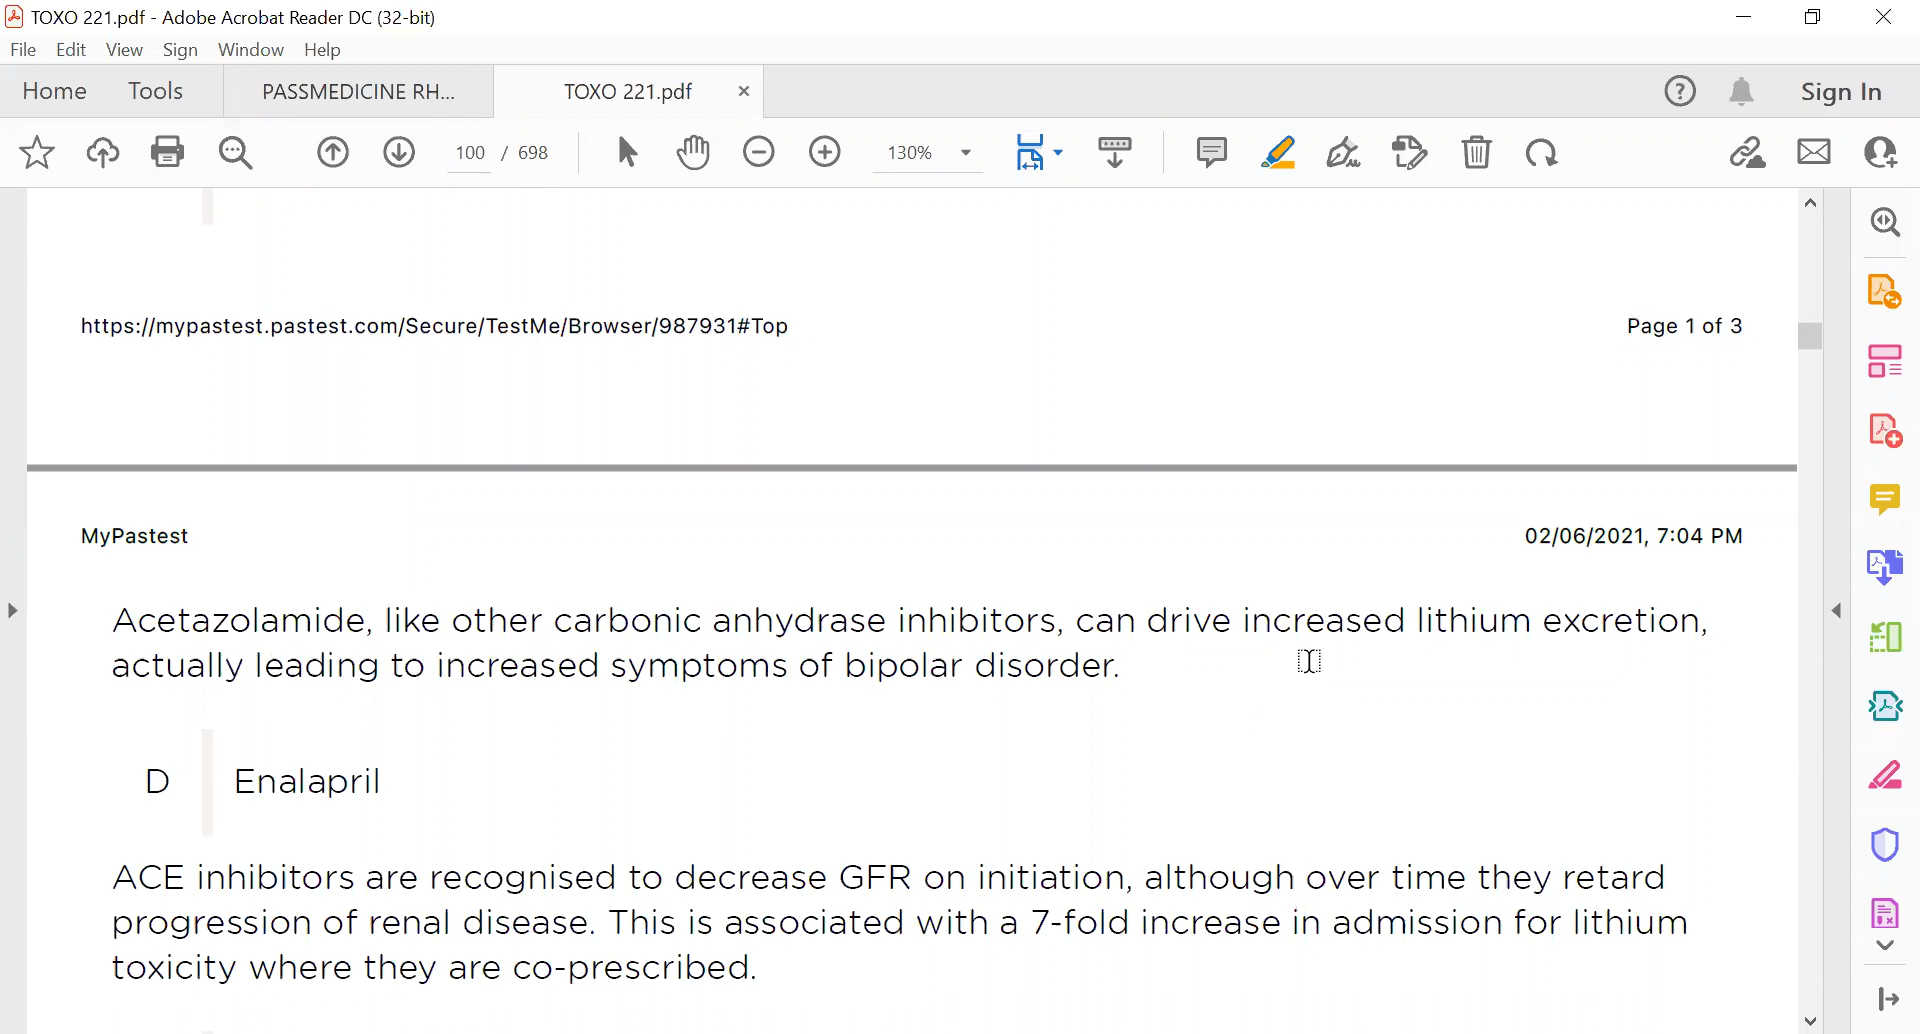 TOXO 221.pdf - Adobe Acrobat Reader DC (32-bit)
File Edit View Sign Window Help
Home Tools PASSMEDICINE RH... TOXO 221.pdf × Sign In
100 / 698 130%
https://mypastest.pastest.com/Secure/TestMe/Browser/987931#Top Page 1 of 3
MyPastest 02/06/2021, 7:04 PM
Acetazolamide, like other carbonic anhydrase inhibitors, can drive increased lithium excretion,
actually leading to increased symptoms of bipolar disorder.
D Enalapril
ACE inhibitors are recognised to decrease GFR on initiation, although over time they retard
progression of renal disease. This is associated with a 7-fold increase in admission for lithium
toxicity where they are co-prescribed.